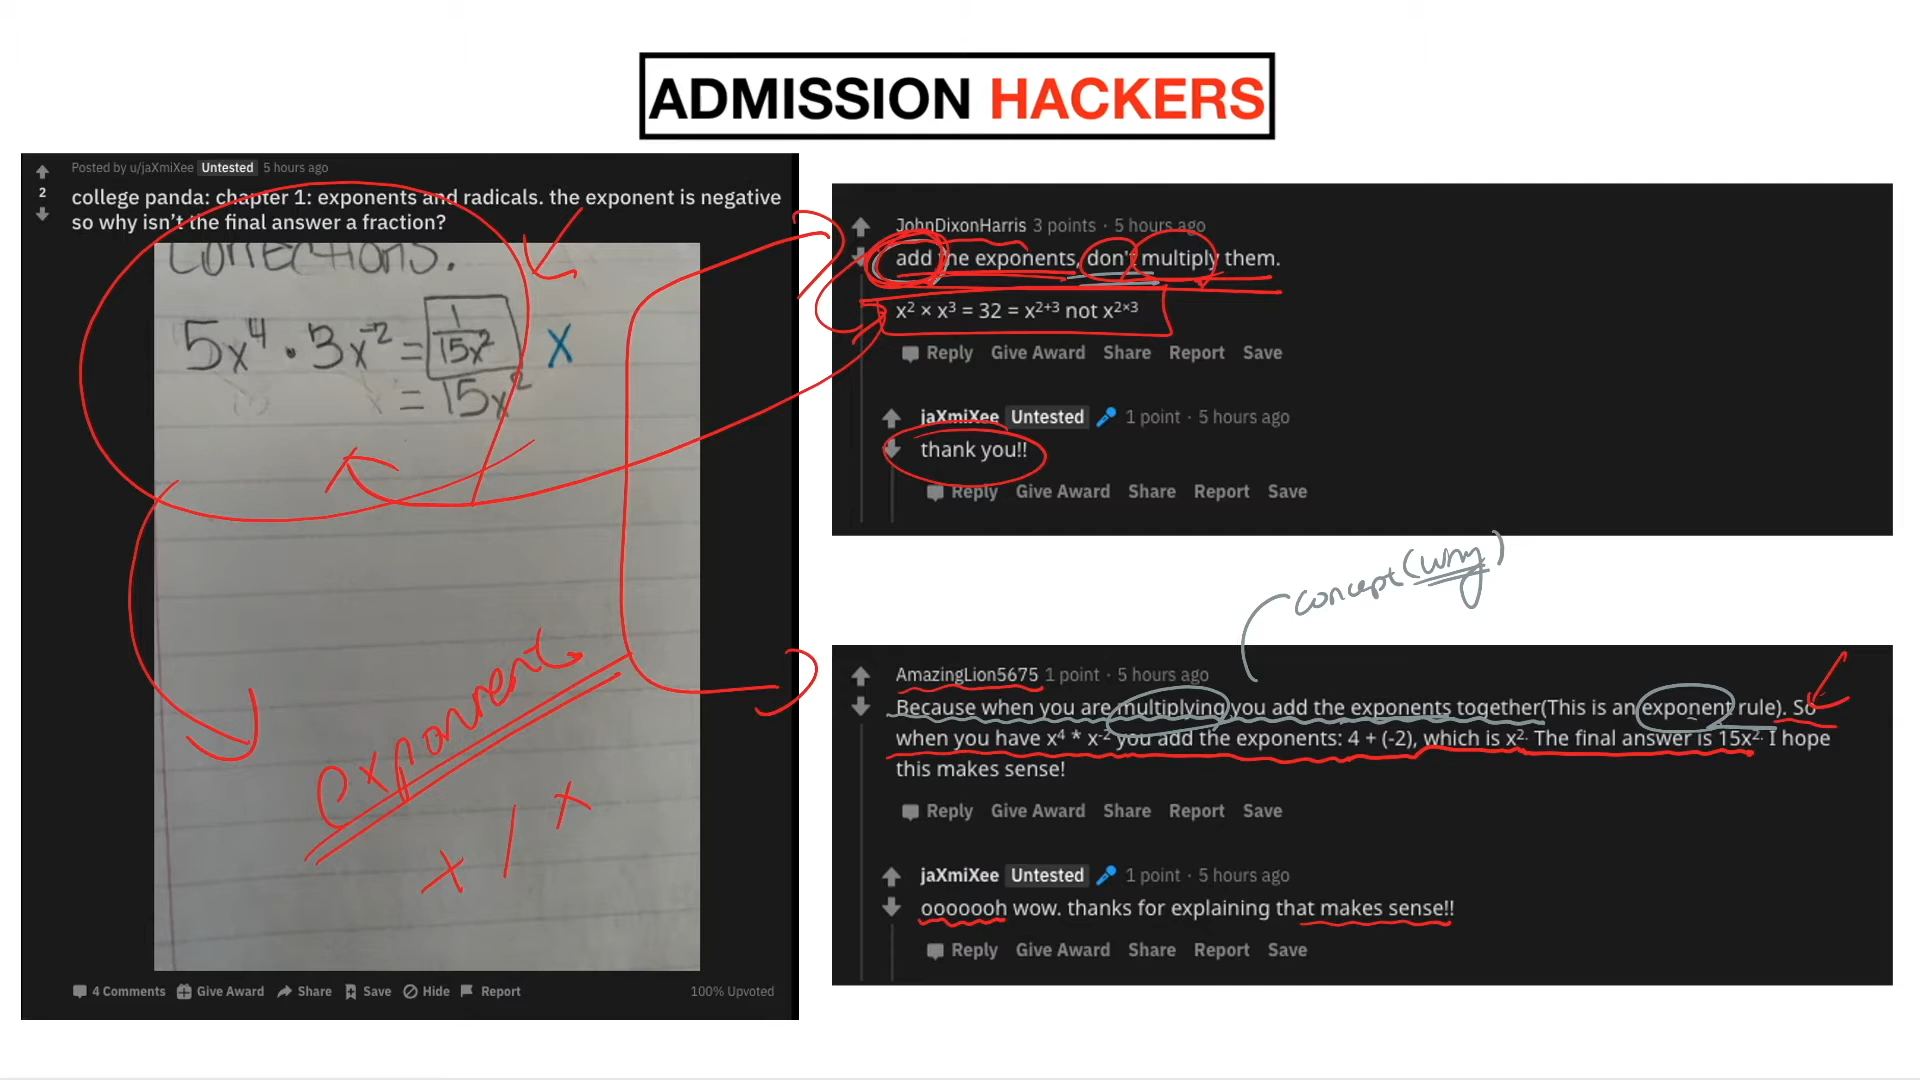 ADMISSION HACKERS
Posted by u/jaXmiXee Untested 5 hours ago
2
college panda: chapter 1: exponents and radicals. the exponent is negative
so why isn't the final answer a fraction?
corrections.
5x⁴ · 3x⁻² = 1/15x² X
= 15x²
exponent
+ / x
4 Comments Give Award Share Save Hide Report 100% Upvoted
JohnDixonHarris 3 points · 5 hours ago
add the exponents, don't multiply them.
x² × x³ = 32 = x²⁺³ not x²ˣ³
Reply Give Award Share Report Save
jaXmiXee Untested 1 point · 5 hours ago
thank you!!
Reply Give Award Share Report Save
concept (why)
AmazingLion5675 1 point · 5 hours ago
Because when you are multiplying you add the exponents together(This is an exponent rule). So
when you have x⁴ * x⁻² you add the exponents: 4 + (-2), which is x². The final answer is 15x². I hope
this makes sense!
Reply Give Award Share Report Save
jaXmiXee Untested 1 point · 5 hours ago
ooooooh wow. thanks for explaining that makes sense!!
Reply Give Award Share Report Save